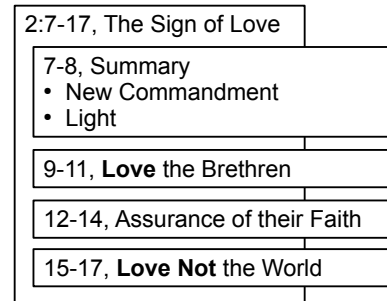 2:7-17, The Sign of Love
7-8, Summary
• New Commandment
• Light
9-11, Love the Brethren
12-14, Assurance of their Faith
15-17, Love Not the World